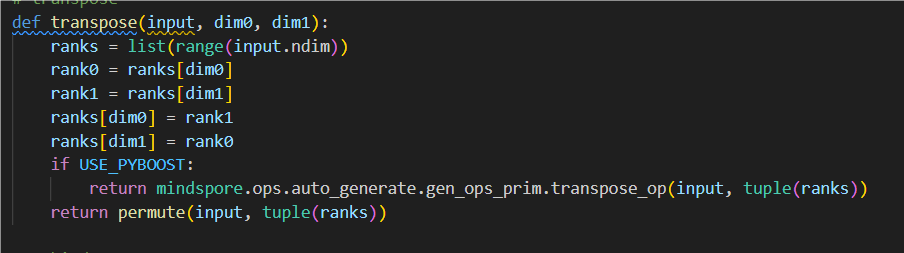 # transpose
def transpose(input, dim0, dim1):
    ranks = list(range(input.ndim))
    rank0 = ranks[dim0]
    rank1 = ranks[dim1]
    ranks[dim0] = rank1
    ranks[dim1] = rank0
    if USE_PYBOOST:
        return mindspore.ops.auto_generate.gen_ops_prim.transpose_op(input, tuple(ranks))
    return permute(input, tuple(ranks))